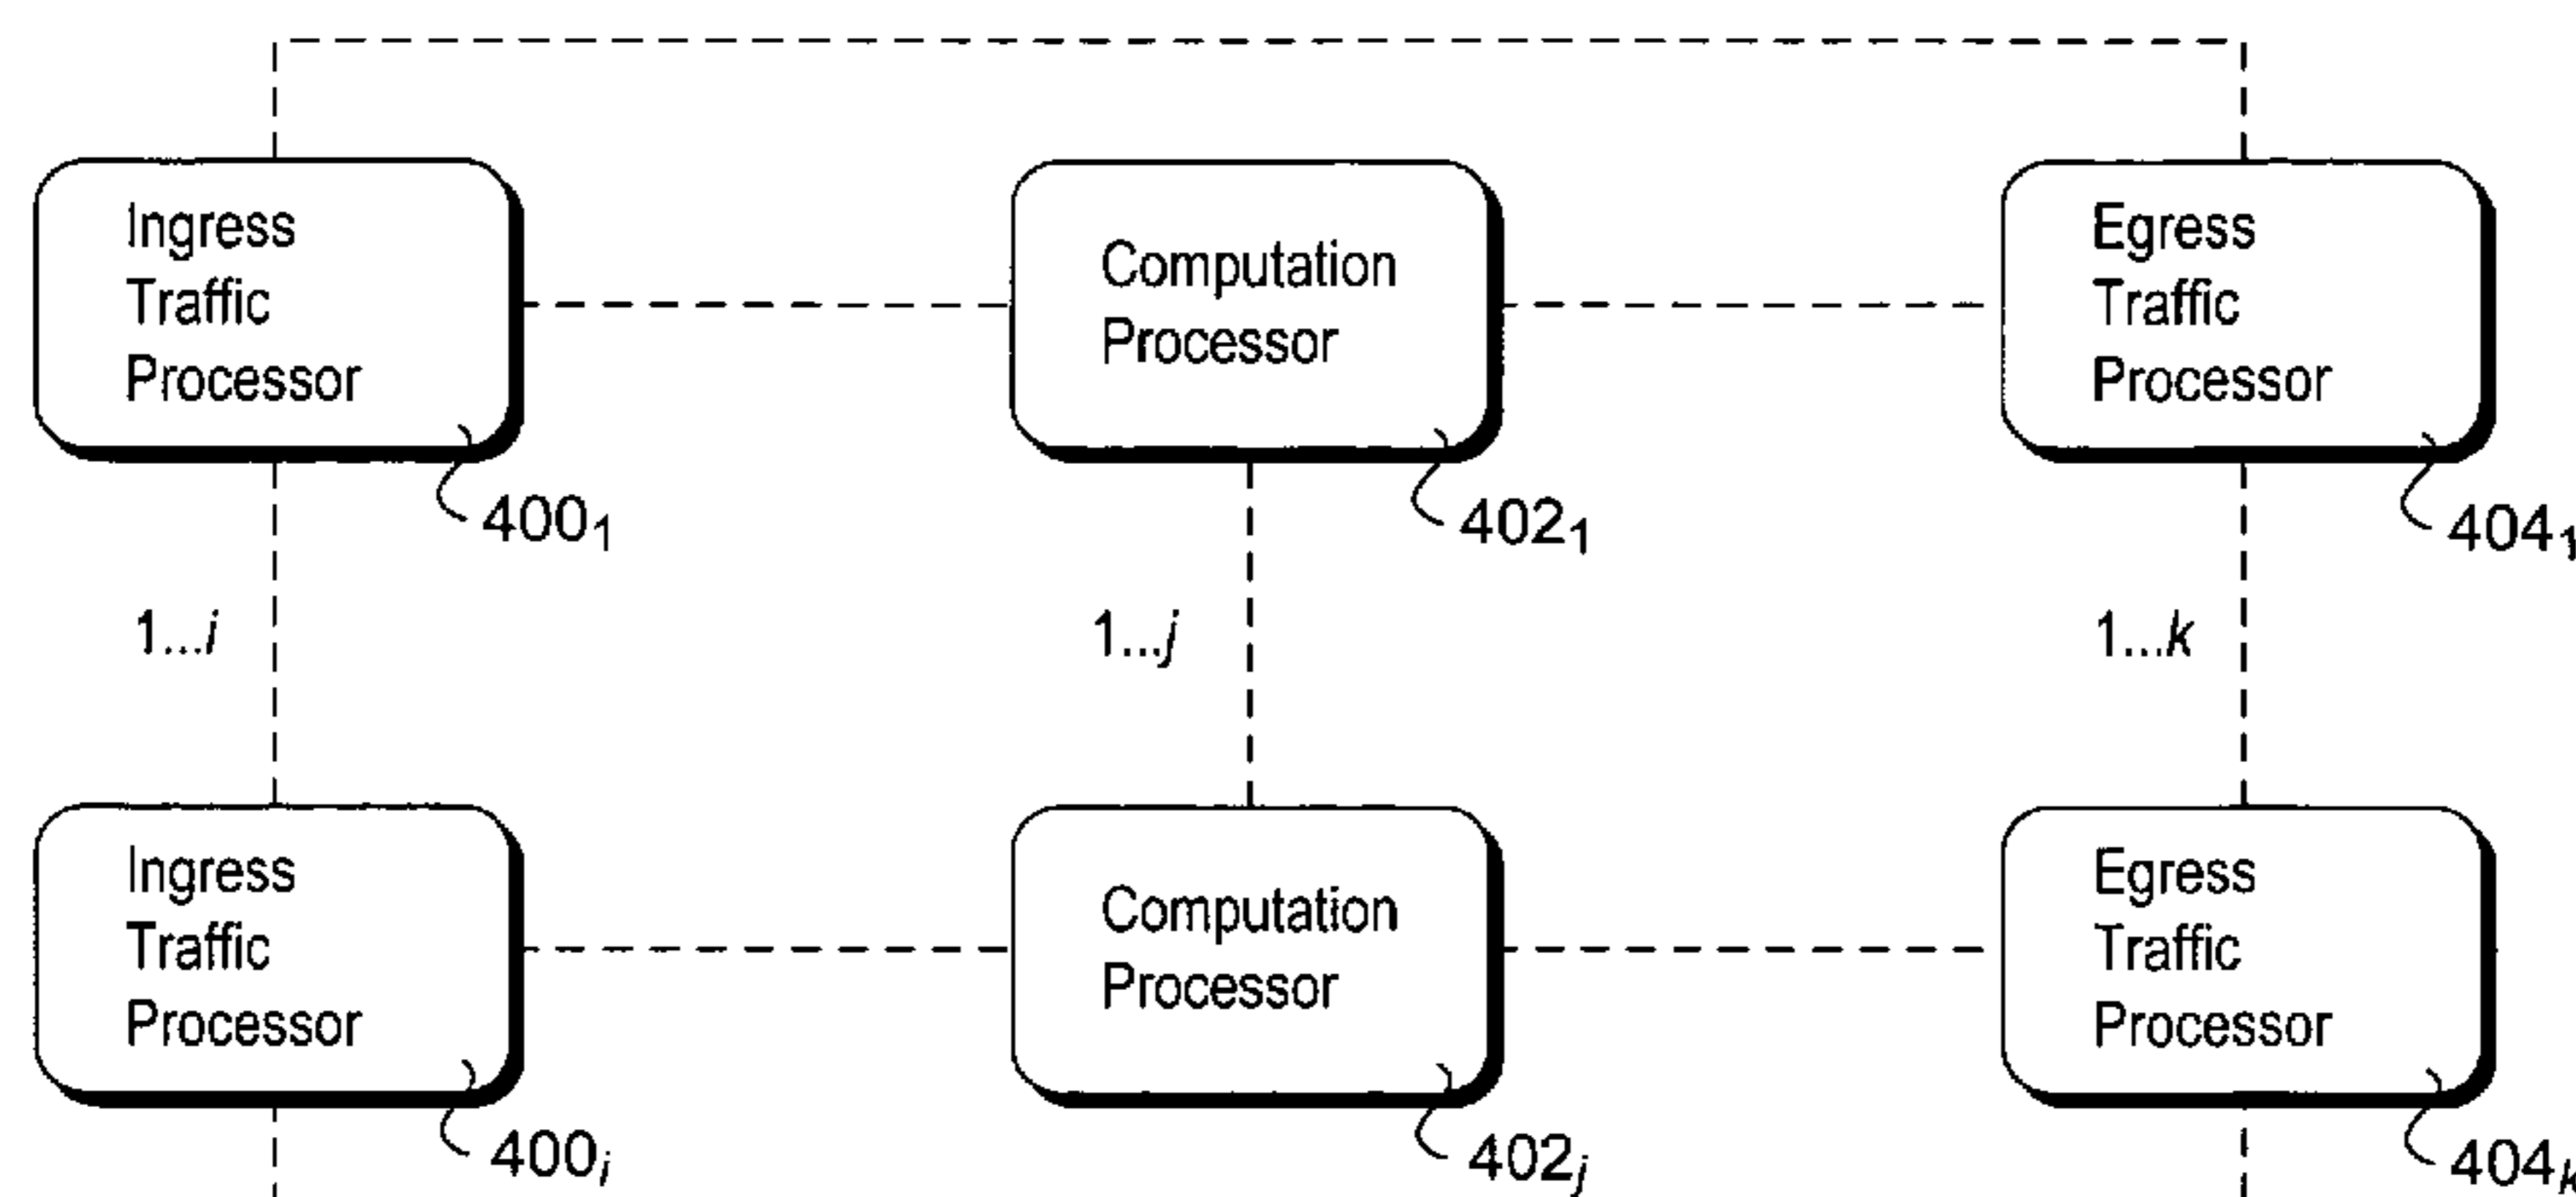 Ingress
Traffic
Processor
400₁
Computation
Processor
402₁
Egress
Traffic
Processor
404₁
1...i
1...j
1...k
Ingress
Traffic
Processor
400ᵢ
Computation
Processor
402ⱼ
Egress
Traffic
Processor
404ₖ